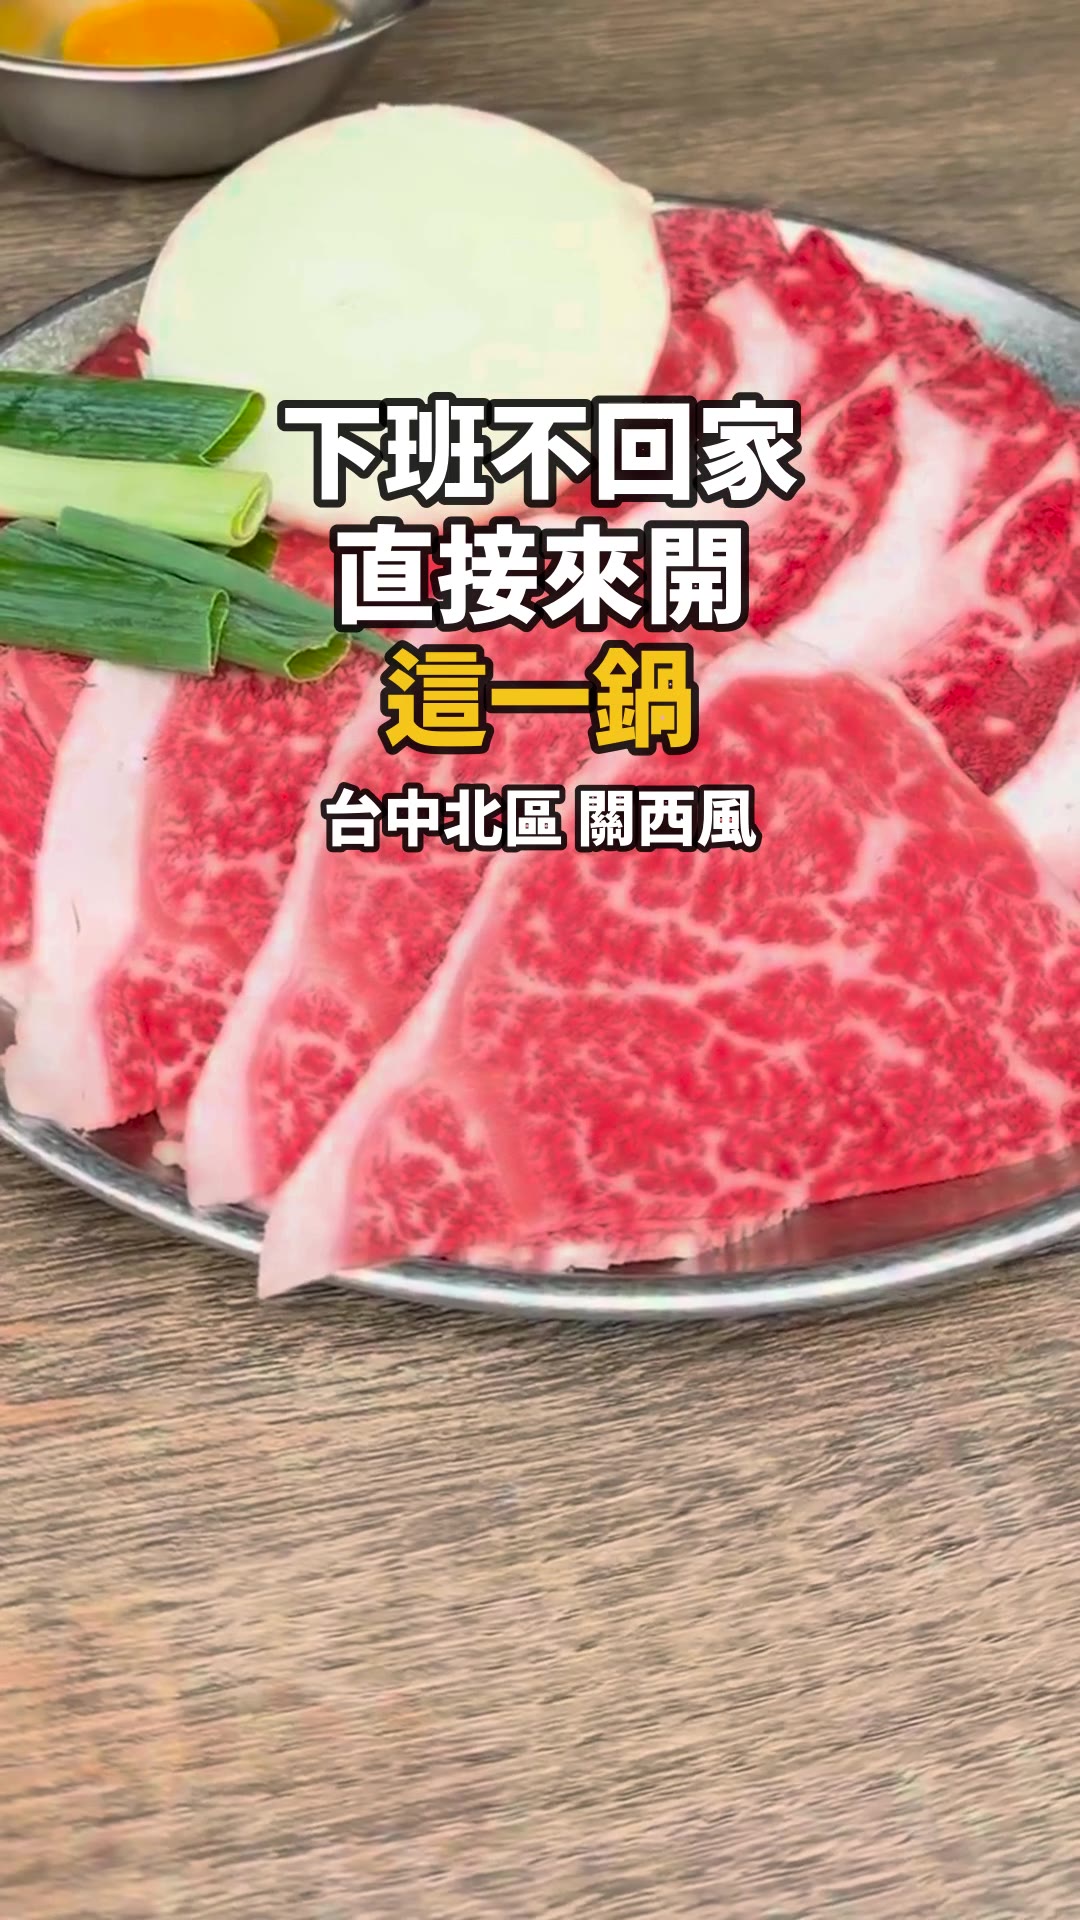 下班不回家
直接來開
這一鍋
台中北區 關西風